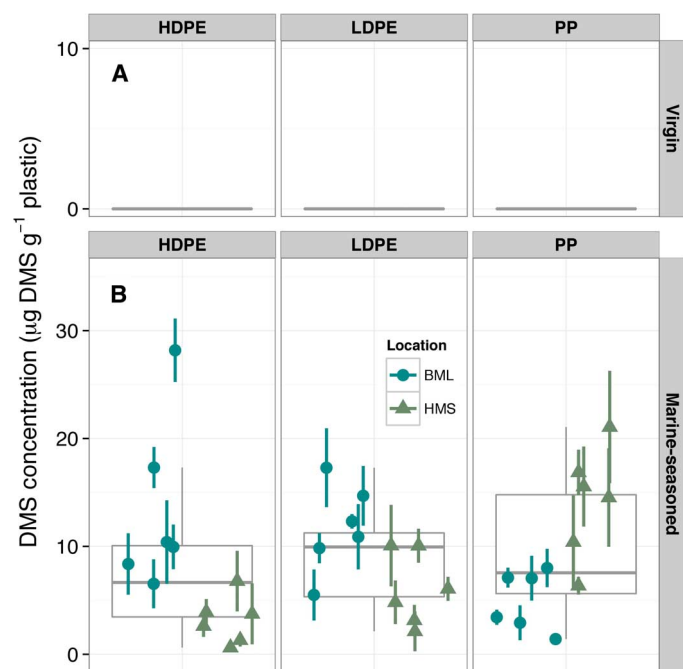 HDPE LDPE PP
A
10
0
Virgin
DMS concentration (µg DMS g⁻¹ plastic)
HDPE LDPE PP
B
30
20
10
0
Location
BML
HMS
Marine-seasoned